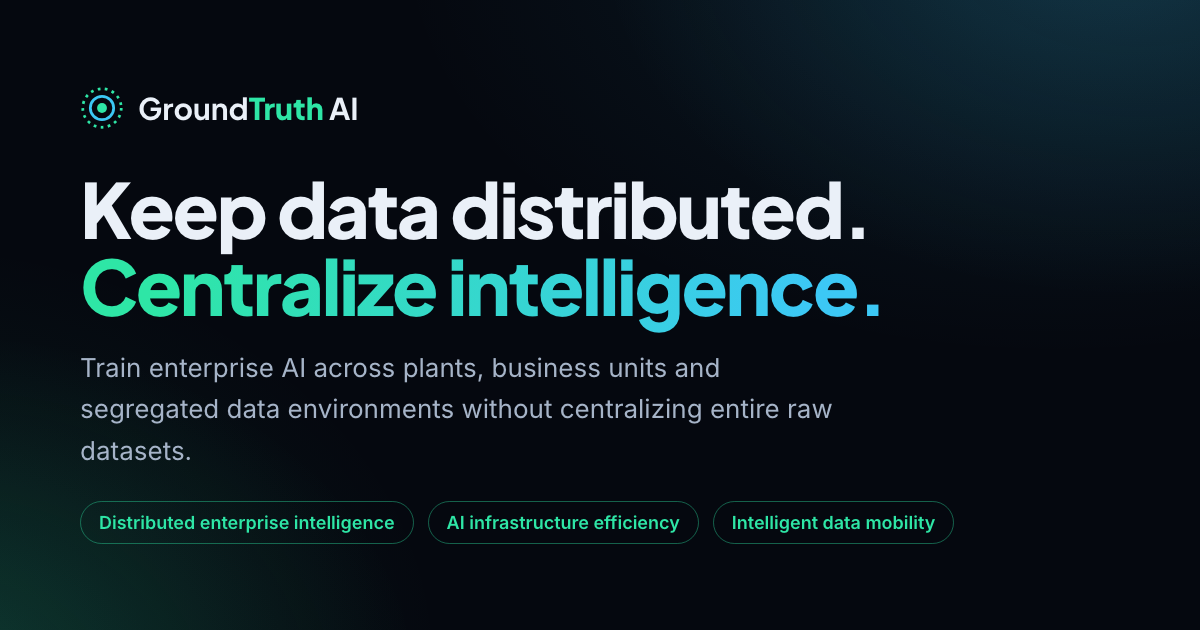 GroundTruth AI
Keep data distributed.
Centralize intelligence.
Train enterprise AI across plants, business units and
segregated data environments without centralizing entire raw
datasets.
Distributed enterprise intelligence
AI infrastructure efficiency
Intelligent data mobility